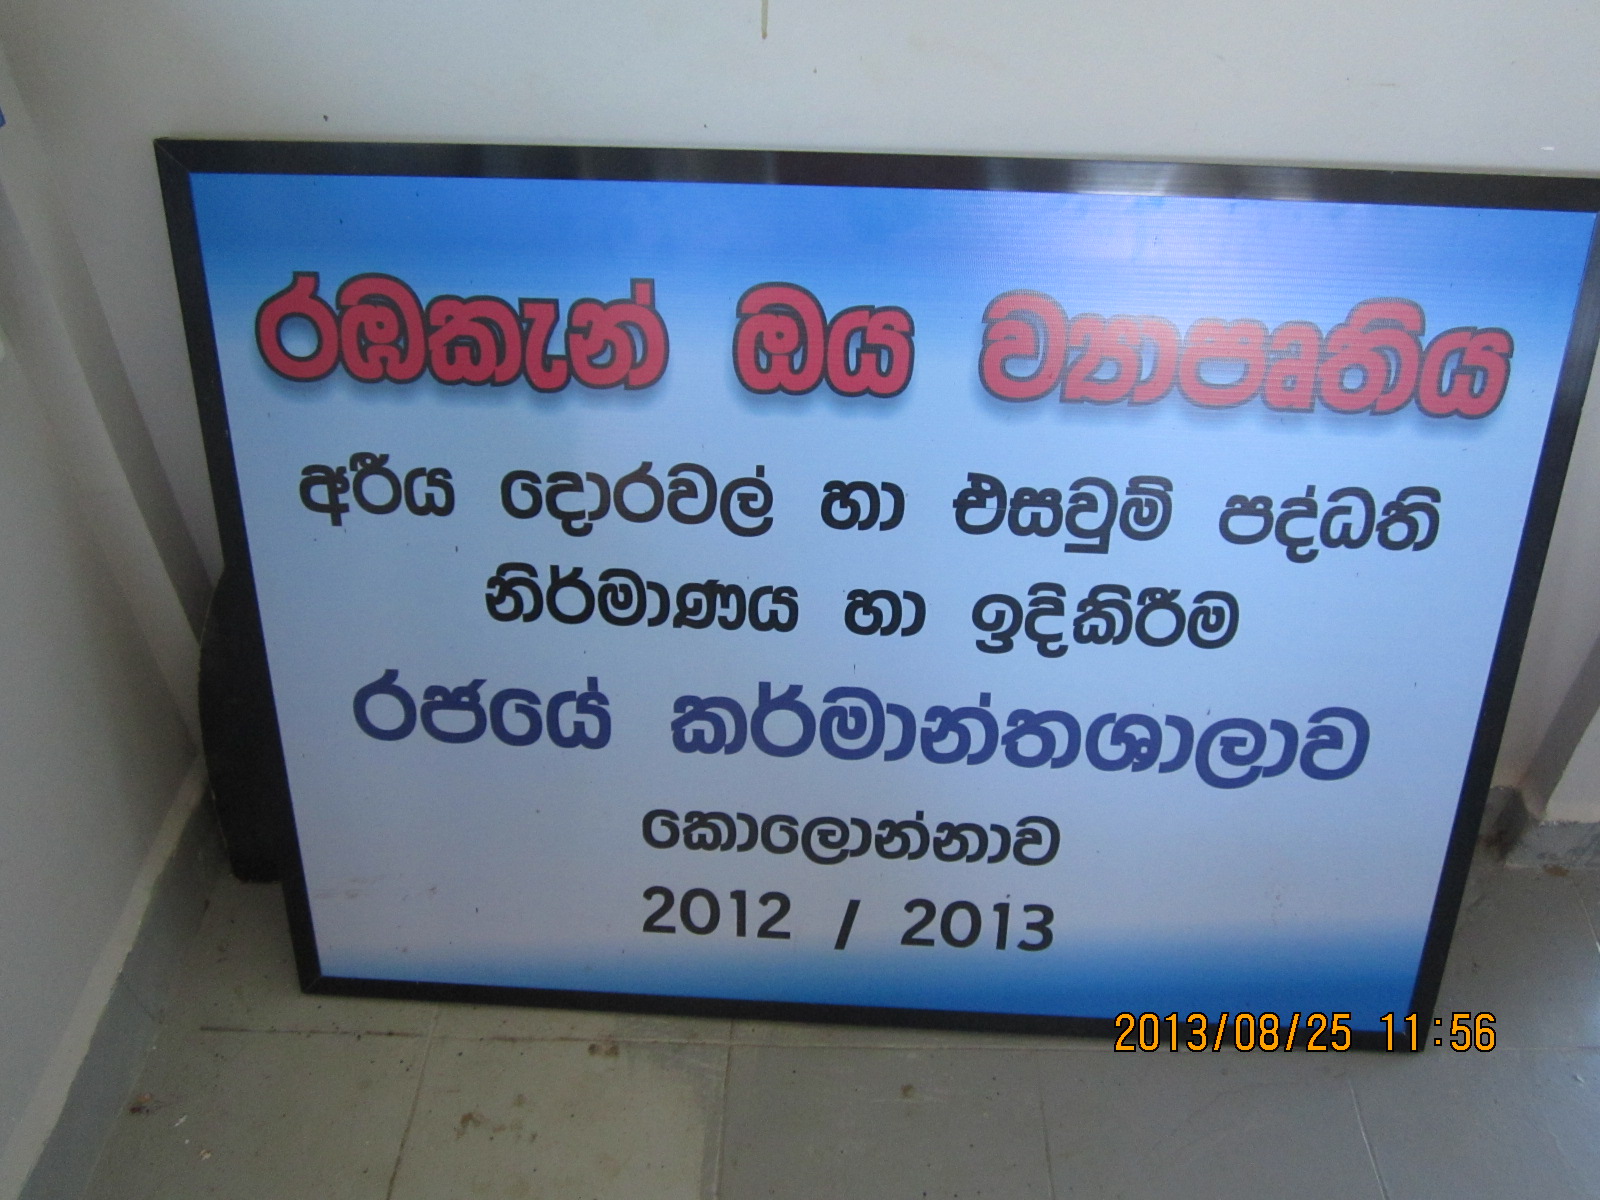 රඹකැන් ඔය ව්‍යාපෘතිය
අරීය දොරවල් හා එසවුම් පද්ධති
නිර්මාණය හා ඉදිකිරීම
රජයේ කර්මාන්තශාලාව
කොලොන්නාව
2012 / 2013
2013/08/25 11:56